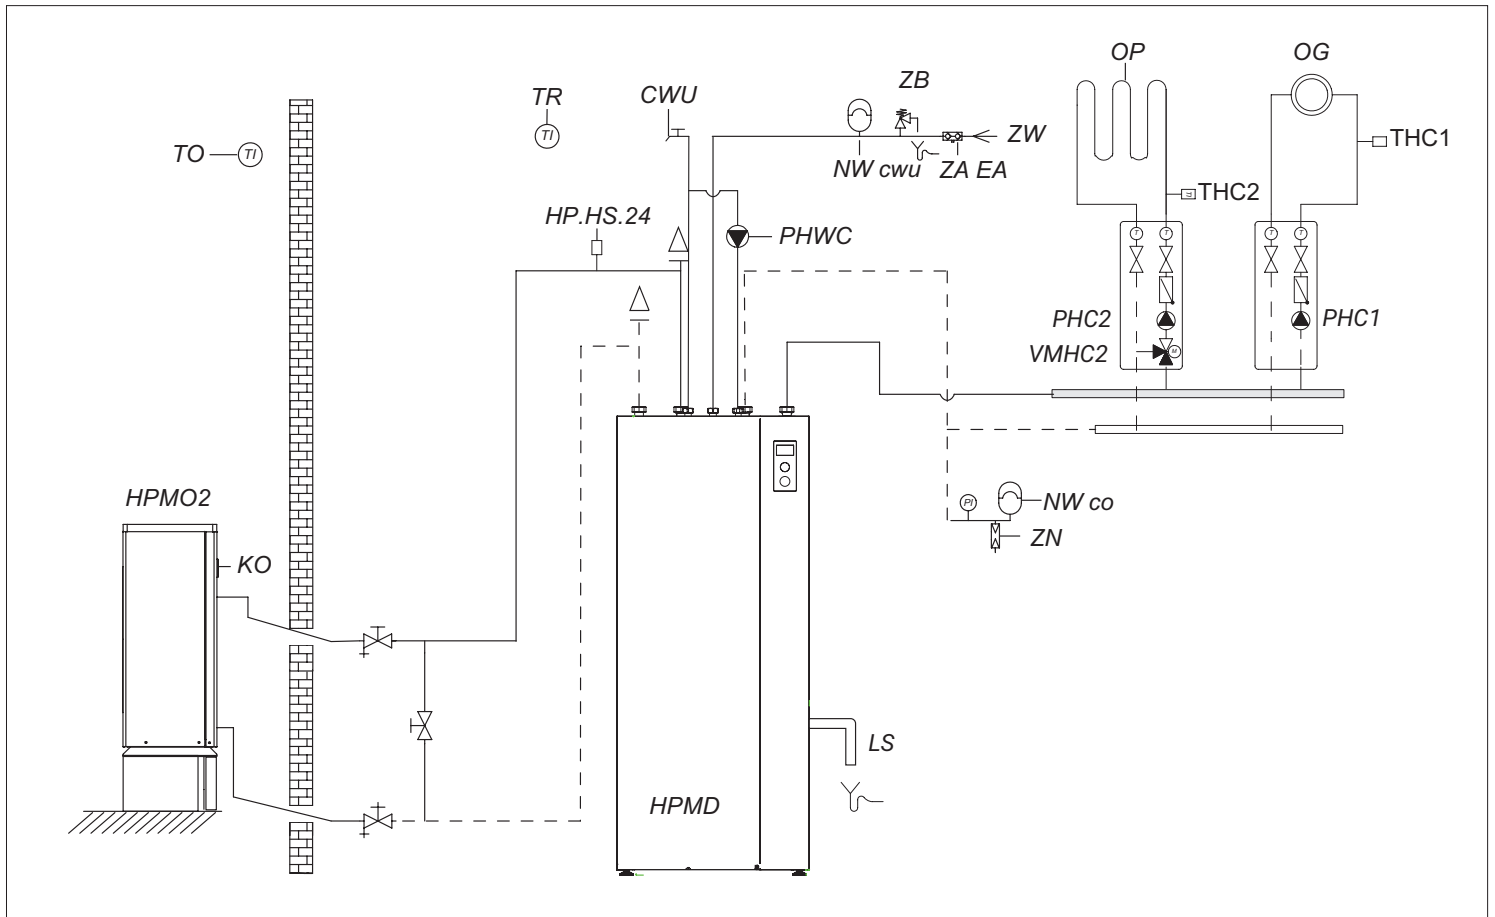 OP
OG
ZB
TR
CWU
TI
ZW
THC1
TO
TI
NW cwu
ZA EA
THC2
HP.HS.24
PHWC
T
T
T
T
PHC2
PHC1
VMHC2
M
HPMO2
PI
NW co
ZN
KO
LS
HPMD